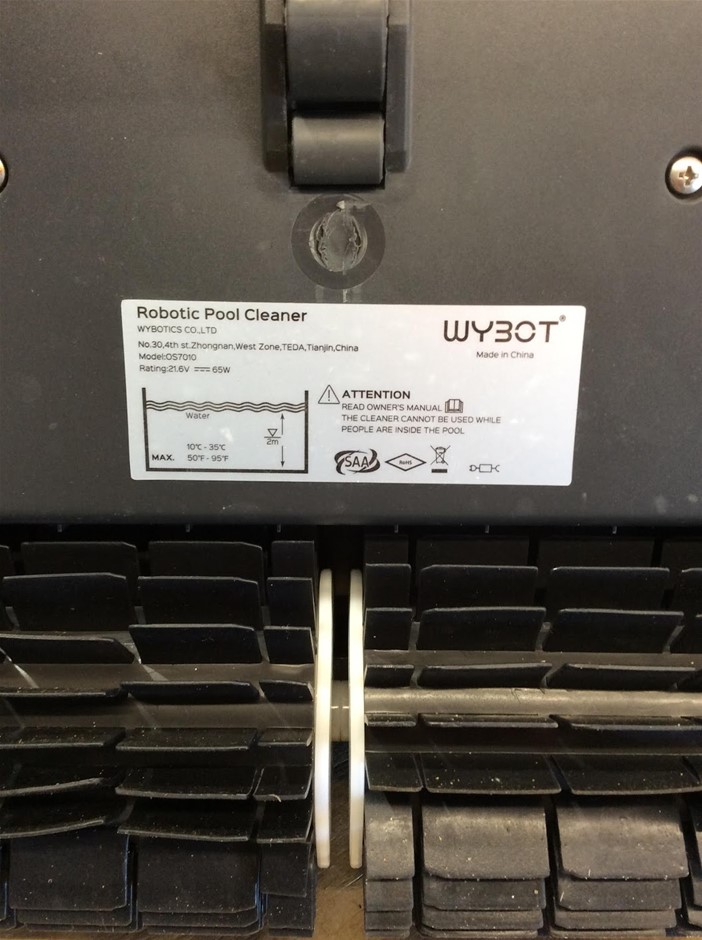 Robotic Pool Cleaner
WYBOTICS CO.,LTD
No.30,4th st.Zhongnan,West Zone,TEDA,Tianjin,China
Model:OS7010
Rating:21.6V ⎓ 65W
WYBOT®
Made in China
Water
2m
10℃ - 35℃
MAX. 50°F - 95°F
ATTENTION
READ OWNER'S MANUAL
THE CLEANER CANNOT BE USED WHILE
PEOPLE ARE INSIDE THE POOL
SAA
RoHS